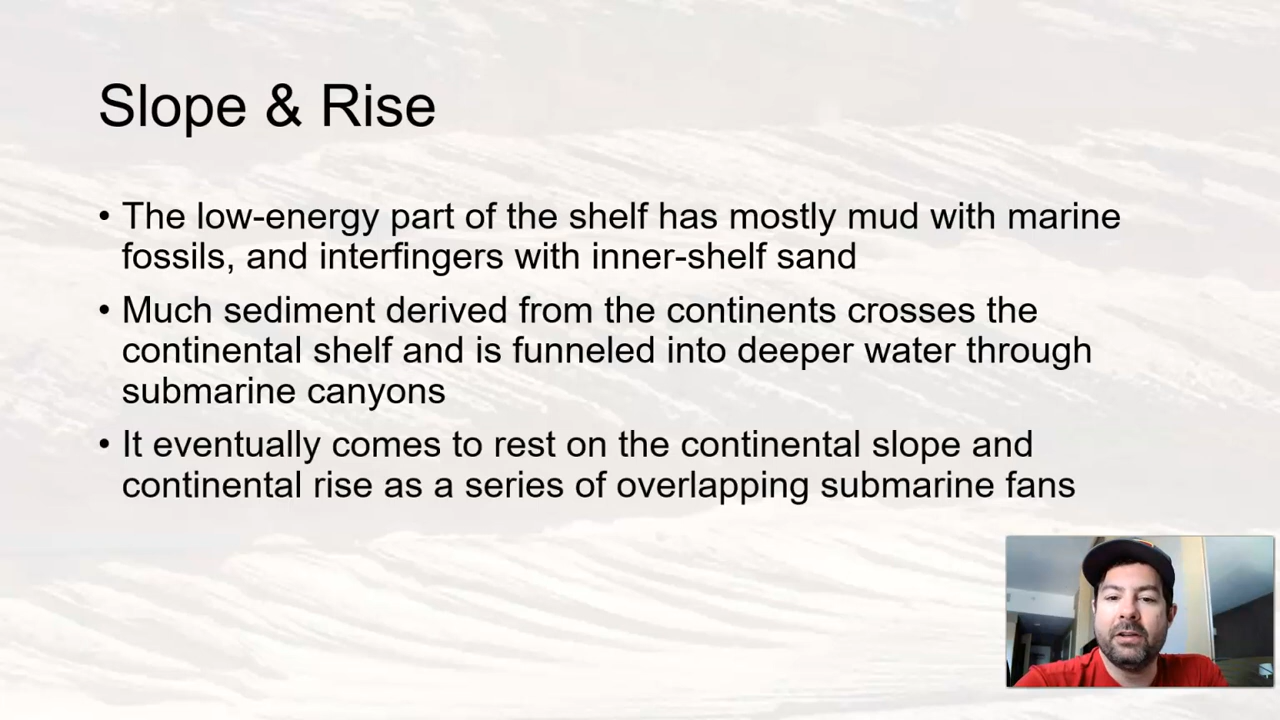 Slope & Rise
• The low-energy part of the shelf has mostly mud with marine
fossils, and interfingers with inner-shelf sand
• Much sediment derived from the continents crosses the
continental shelf and is funneled into deeper water through
submarine canyons
• It eventually comes to rest on the continental slope and
continental rise as a series of overlapping submarine fans